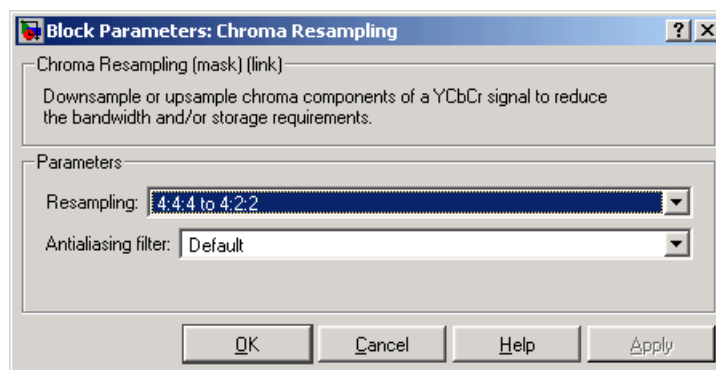 Block Parameters: Chroma Resampling
Chroma Resampling (mask) (link)
Downsample or upsample chroma components of a YCbCr signal to reduce
the bandwidth and/or storage requirements.
Parameters
Resampling: 4:4:4 to 4:2:2
Antialiasing filter: Default
OK Cancel Help Apply